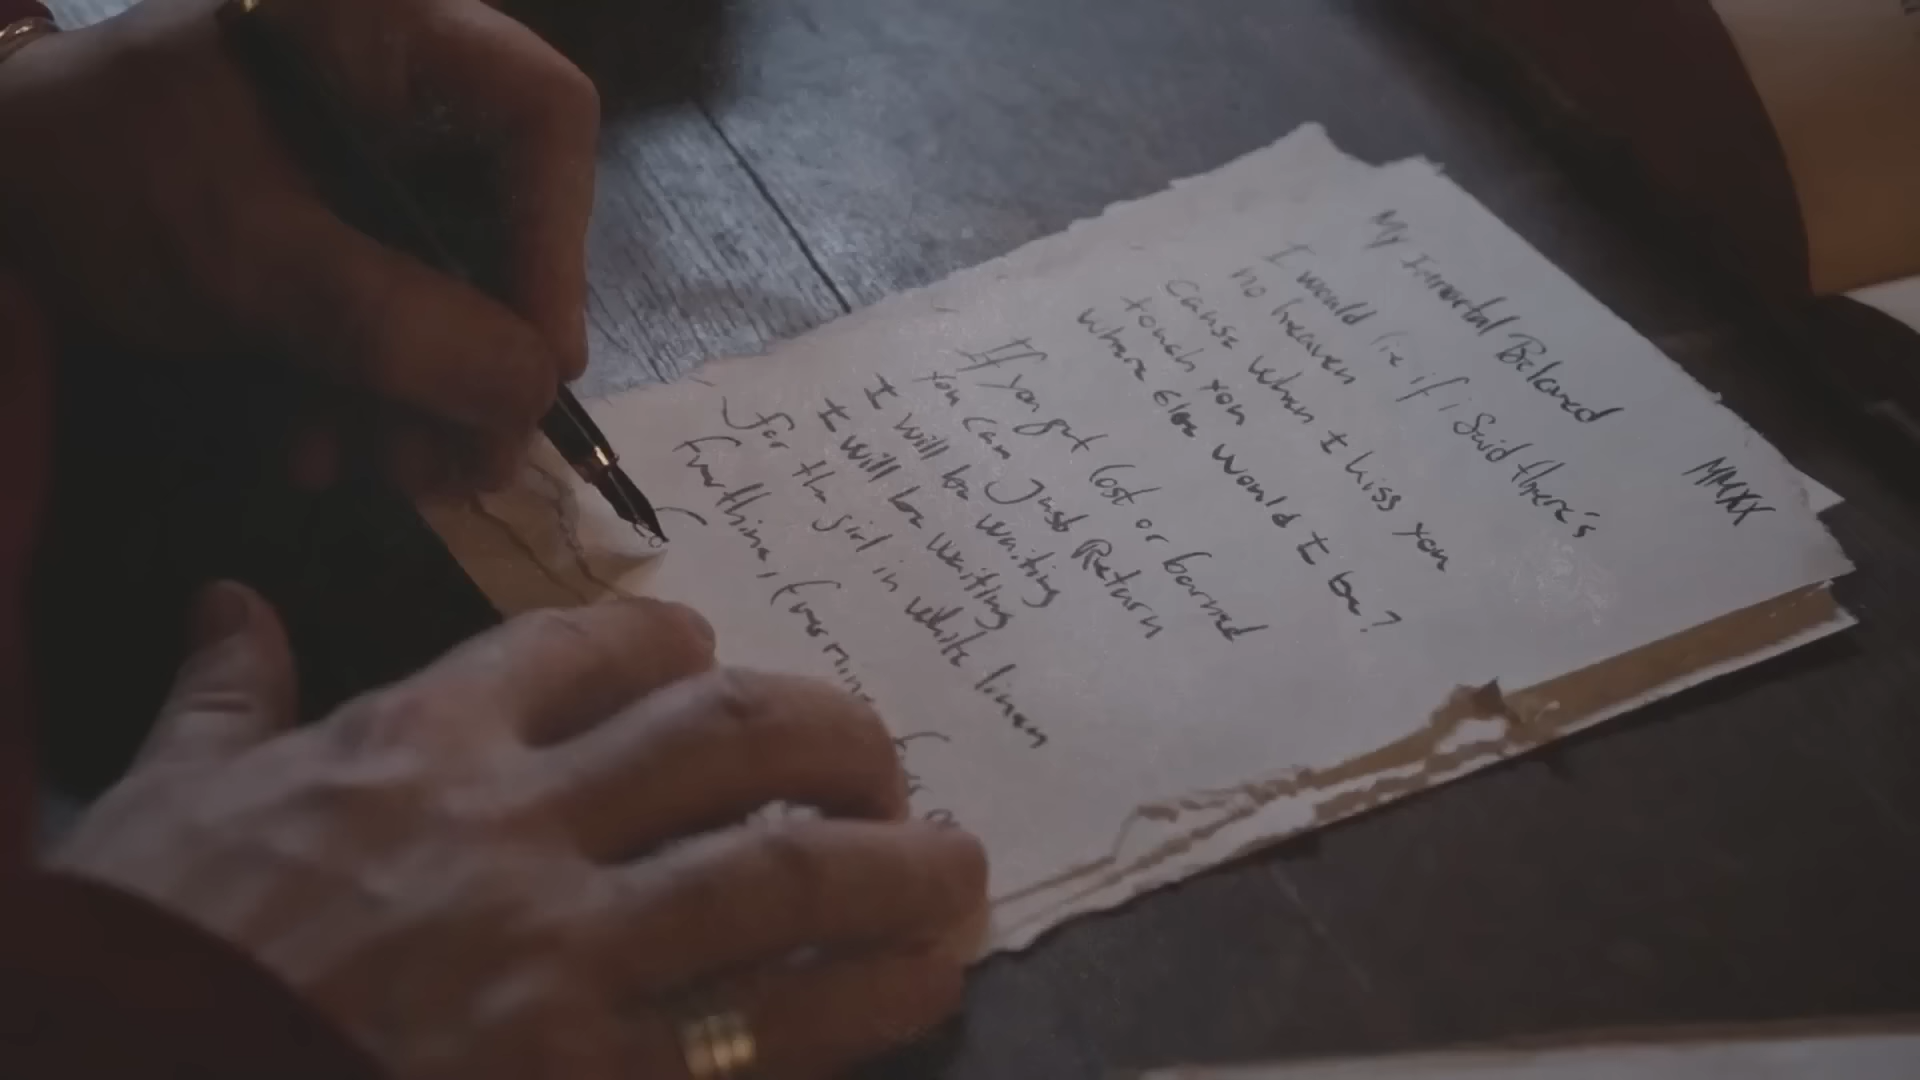 MMXX
My Immortal Beloved
I would lie if i Said there's
no heaven
cause when I kiss you
touch you
where else would I be?
If you get lost or burned
you can Just Return
I will be waiting
I will be waiting
for the girl in white linen
Everthine, Evermine